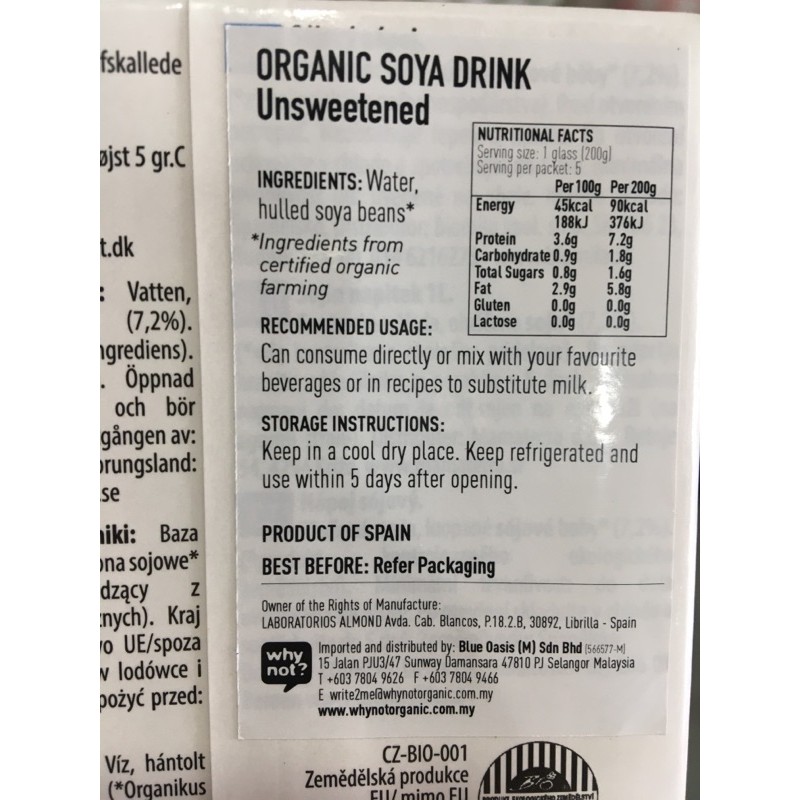 fskallede
øjst 5 gr.C
t.dk
: Vatten,
(7,2%).
ngrediens).
. Öppnad
och bör
gången av:
prungsland:
se
niki: Baza
ona sojowe*
dzący z
znych). Kraj
o UE/spoza
w lodówce i
pożyć przed:
Víz, hántolt
(*Organikus
ORGANIC SOYA DRINK
Unsweetened
INGREDIENTS: Water,
hulled soya beans*
*Ingredients from
certified organic
farming
NUTRITIONAL FACTS
Serving size: 1 glass (200g)
Serving per packet: 5
Per 100g Per 200g
Energy 45kcal 90kcal
188kJ 376kJ
Protein 3.6g 7.2g
Carbohydrate 0.9g 1.8g
Total Sugars 0.8g 1.6g
Fat 2.9g 5.8g
Gluten 0.0g 0.0g
Lactose 0.0g 0.0g
RECOMMENDED USAGE:
Can consume directly or mix with your favourite
beverages or in recipes to substitute milk.
STORAGE INSTRUCTIONS:
Keep in a cool dry place. Keep refrigerated and
use within 5 days after opening.
PRODUCT OF SPAIN
BEST BEFORE: Refer Packaging
Owner of the Rights of Manufacture:
LABORATORIOS ALMOND Avda. Cab. Blancos, P.18.2.B, 30892, Librilla - Spain
why
not?
Imported and distributed by: Blue Oasis (M) Sdn Bhd (566577-M)
15 Jalan PJU3/47 Sunway Damansara 47810 PJ Selangor Malaysia
T +603 7804 9626 F +603 7804 9466
E write2me@whynotorganic.com.my
www.whynotorganic.com.my
CZ-BIO-001
Zemědělská produkce
EU/ mimo EU
BIO